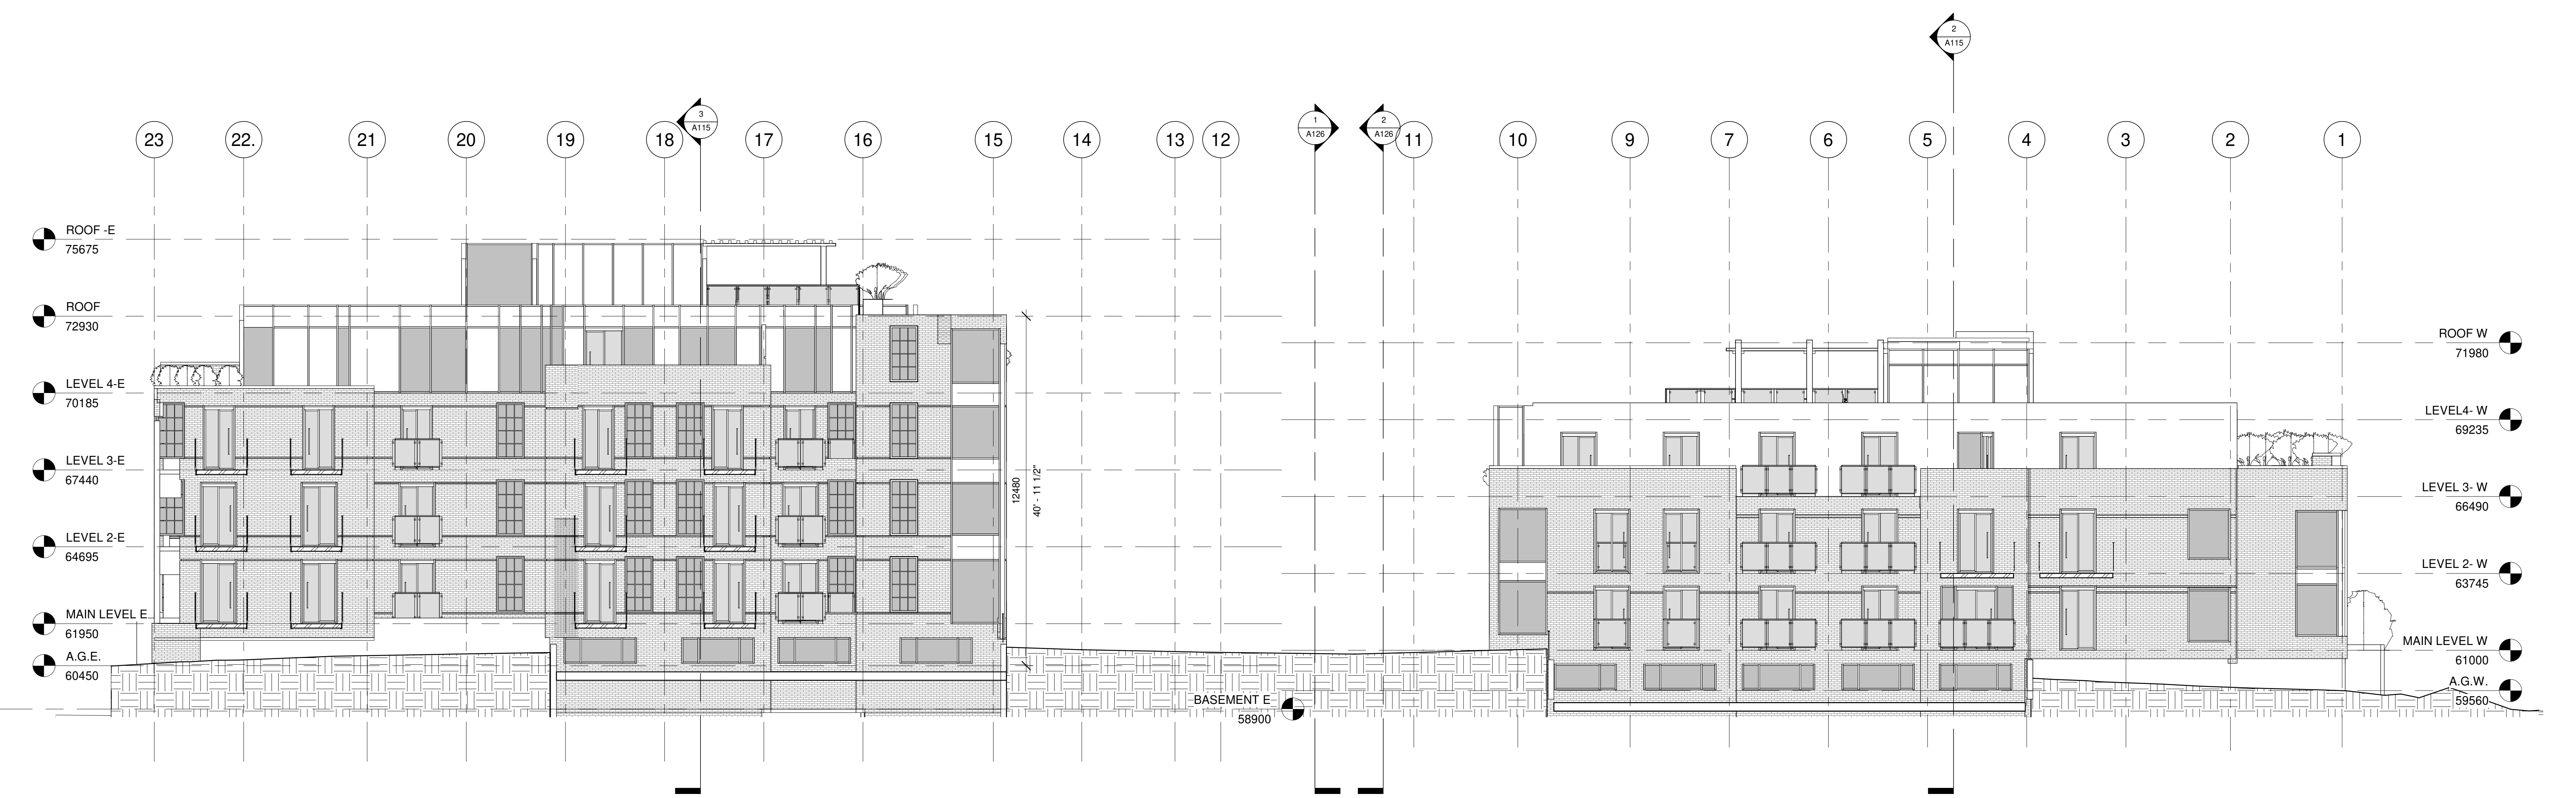 2
A115
3
A115
1
A126
2
A126
23
22.
21
20
19
18
17
16
15
14
13
12
11
10
9
7
6
5
4
3
2
1
ROOF -E
75675
ROOF
72930
LEVEL 4-E
70185
LEVEL 3-E
67440
LEVEL 2-E
64695
MAIN LEVEL E
61950
A.G.E.
60450
12480
40' - 11 1/2"
BASEMENT E
58900
ROOF W
71980
LEVEL4- W
69235
LEVEL 3- W
66490
LEVEL 2- W
63745
MAIN LEVEL W
61000
A.G.W.
59560